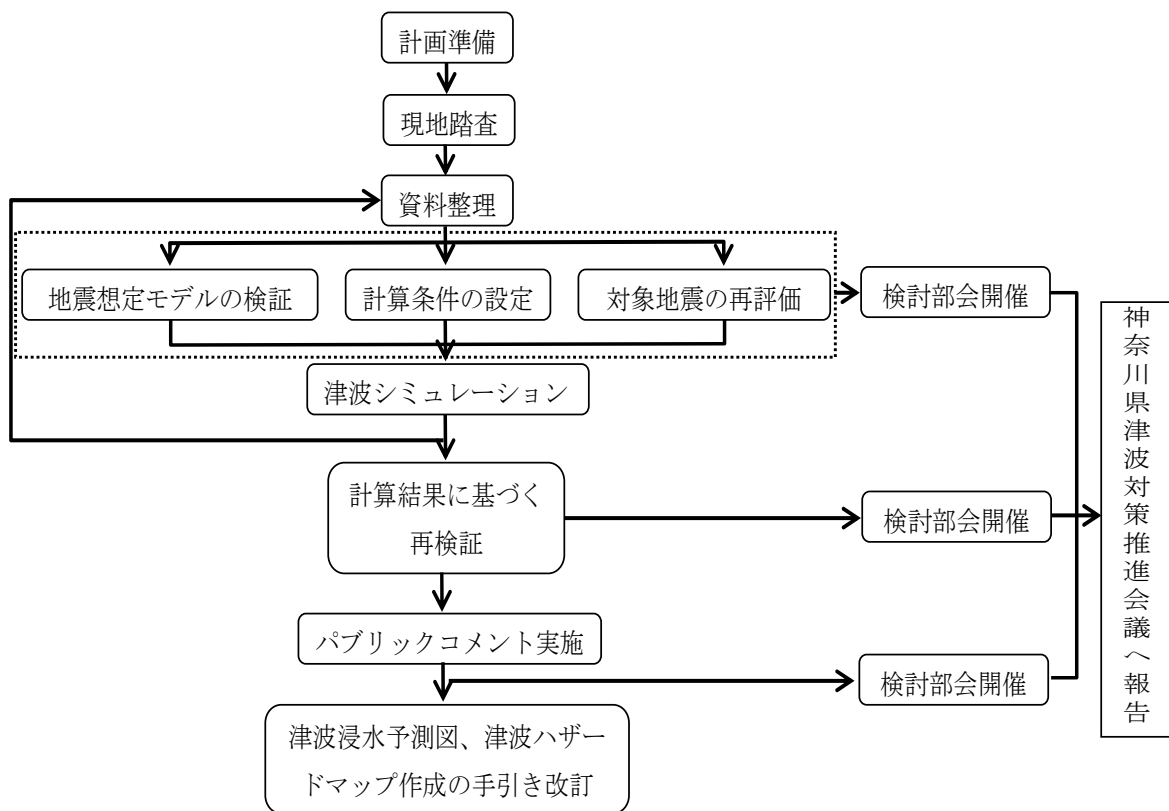 計画準備
現地踏査
資料整理
地震想定モデルの検証
計算条件の設定
対象地震の再評価
検討部会開催
津波シミュレーション
計算結果に基づく
再検証
検討部会開催
パブリックコメント実施
検討部会開催
津波浸水予測図、津波ハザー
ドマップ作成の手引き改訂
神奈川県津波対策推進会議へ報告